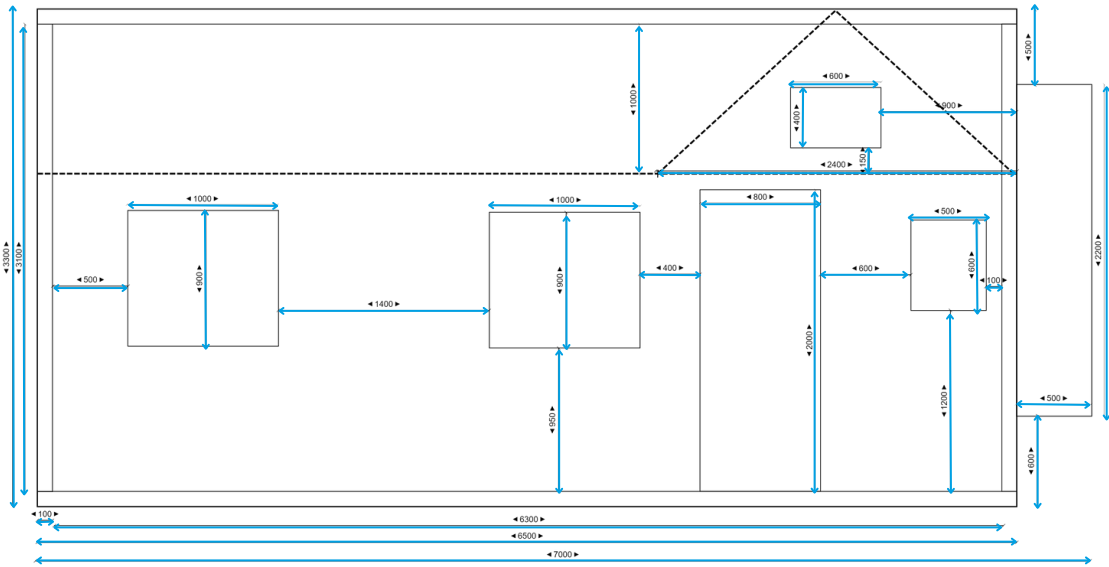 ◄ 600 ►
◄ 500 ►
◄ 1000 ►
◄ 400 ►
◄ 900 ►
◄ 150 ►
◄ 2400 ►
◄ 1000 ►
◄ 1000 ►
◄ 800 ►
◄ 500 ►
◄ 3300 ►
◄ 3100 ►
◄ 500 ►
◄ 900 ►
◄ 1400 ►
◄ 900 ►
◄ 400 ►
◄ 600 ►
◄ 600 ►
◄ 100 ►
◄ 2200 ►
◄ 2000 ►
◄ 950 ►
◄ 1200 ►
◄ 500 ►
◄ 600 ►
◄ 100 ►
◄ 6300 ►
◄ 6500 ►
◄ 7000 ►